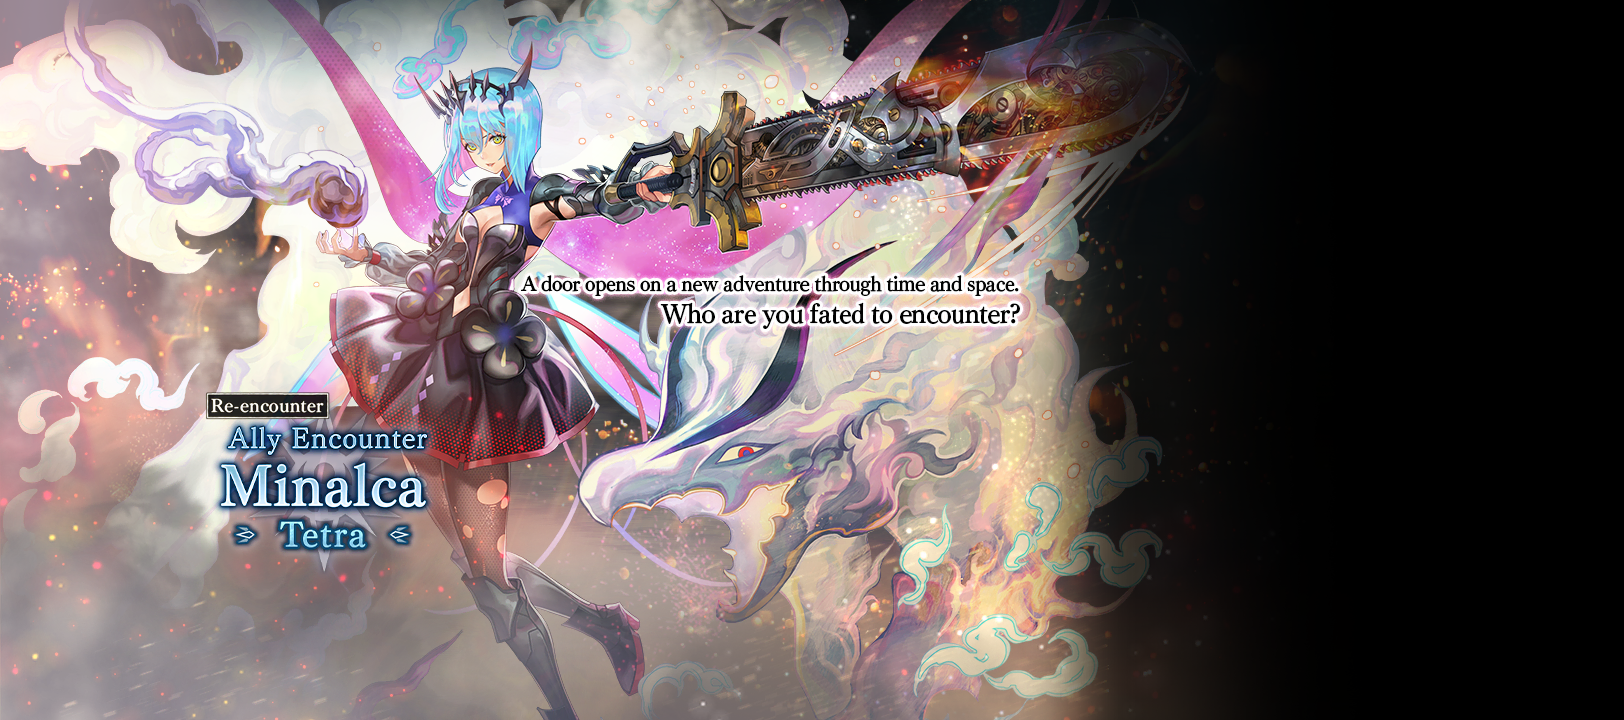 A door opens on a new adventure through time and space.
Who are you fated to encounter?
Re-encounter
Ally Encounter
Minalca
Tetra